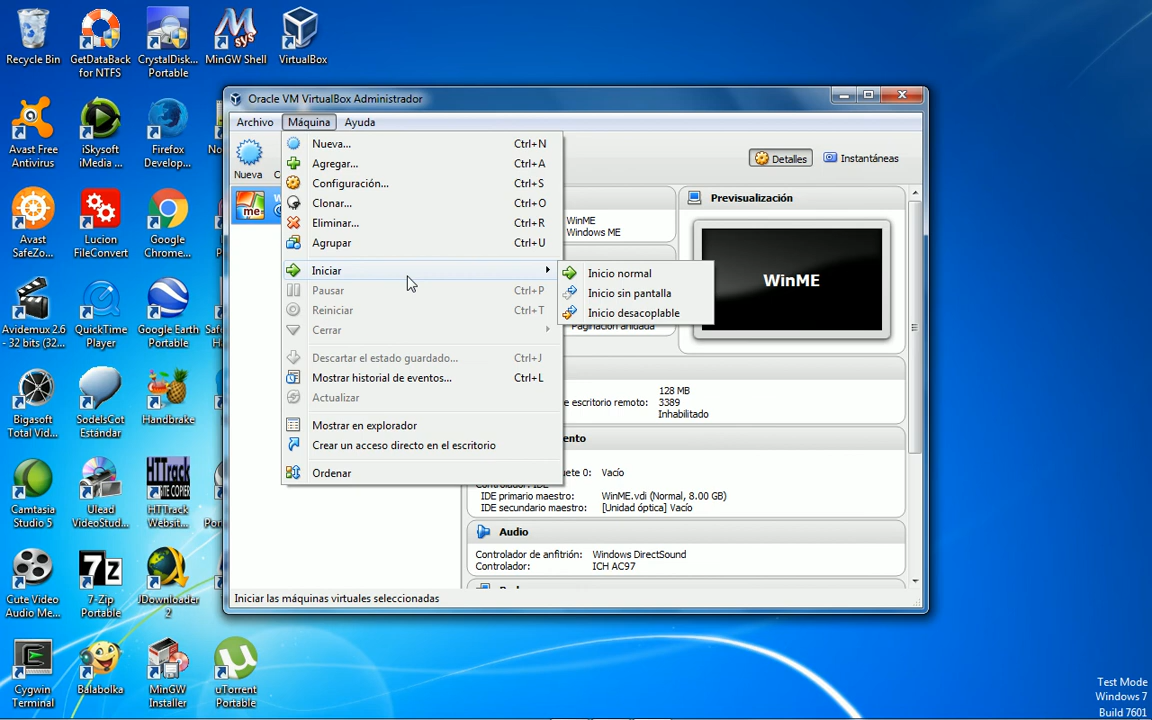 Recycle Bin
GetDataBack
for NTFS
CrystalDisk...
Portable
MinGW Shell
VirtualBox
Avast Free
Antivirus
iSkysoft
iMedia ...
Firefox
Develop...
Avast
SafeZo...
Lucion
FileConvert
Google
Chrome...
Avidemux 2.6
- 32 bits (32...
QuickTime
Player
Google Earth
Portable
Bigasoft
Total Vid...
SodelsCot
Estándar
Handbrake
Camtasia
Studio 5
Ulead
VideoStud...
HTTrack
SITE COPIER
HTTrack
Websit...
Cute Video
Audio Me...
7z
7-Zip
Portable
JDownloader
2
Cygwin
Terminal
Balabolka
MinGW
Installer
uTorrent
Portable
Oracle VM VirtualBox Administrador
Archivo
Máquina
Ayuda
Nueva
Detalles
Instantáneas
Nueva... Ctrl+N
Agregar... Ctrl+A
Configuración... Ctrl+S
Clonar... Ctrl+O
Eliminar... Ctrl+R
Agrupar Ctrl+U
Iniciar
Pausar Ctrl+P
Reiniciar Ctrl+T
Cerrar
Descartar el estado guardado... Ctrl+J
Mostrar historial de eventos... Ctrl+L
Actualizar
Mostrar en explorador
Crear un acceso directo en el escritorio
Ordenar
Inicio normal
Inicio sin pantalla
Inicio desacoplable
me
WinME
Windows ME
Previsualización
WinME
128 MB
e escritorio remoto: 3389
Inhabilitado
Vacío
IDE primario maestro: WinME.vdi (Normal, 8.00 GB)
IDE secundario maestro: [Unidad óptica] Vacío
Audio
Controlador de anfitrión: Windows DirectSound
Controlador: ICH AC97
Iniciar las máquinas virtuales seleccionadas
Test Mode
Windows 7
Build 7601